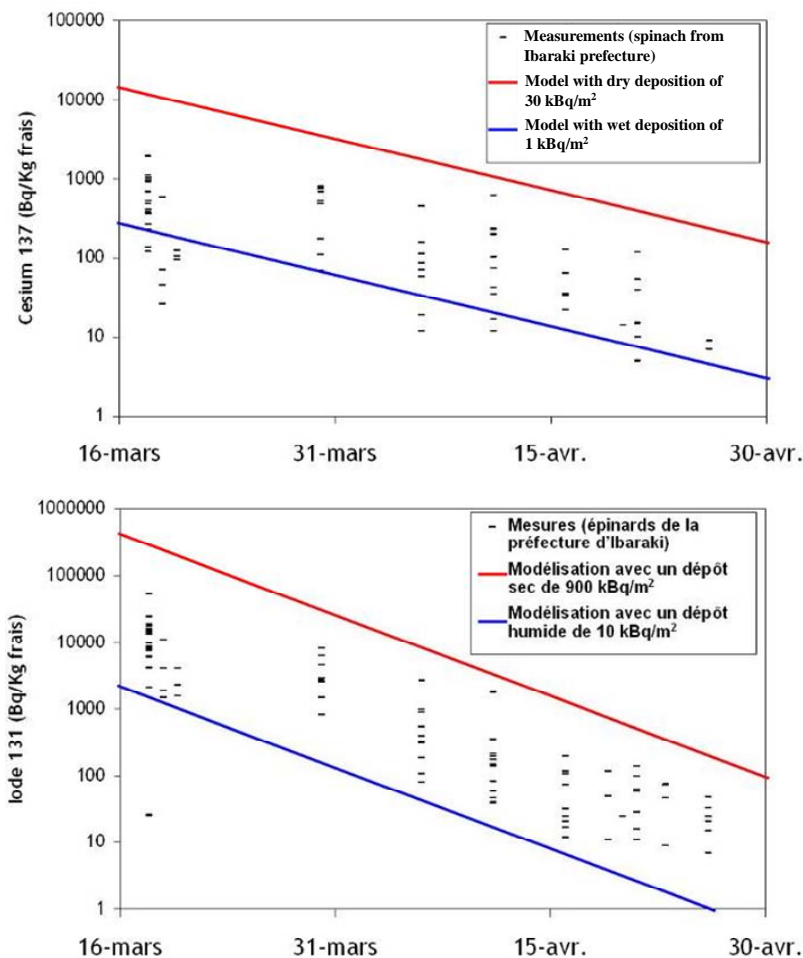 100000
10000
1000
100
10
1
Cesium 137 (Bq/Kg frais)
16-mars
31-mars
15-avr.
30-avr.
Measurements (spinach from
Ibaraki prefecture)
Model with dry deposition of
30 kBq/m²
Model with wet deposition of
1 kBq/m²
1000000
100000
10000
1000
100
10
1
Iode 131 (Bq/Kg frais)
16-mars
31-mars
15-avr.
30-avr.
Mesures (épinards de la
préfecture d'Ibaraki)
Modélisation avec un dépôt
sec de 900 kBq/m²
Modélisation avec un dépôt
humide de 10 kBq/m²